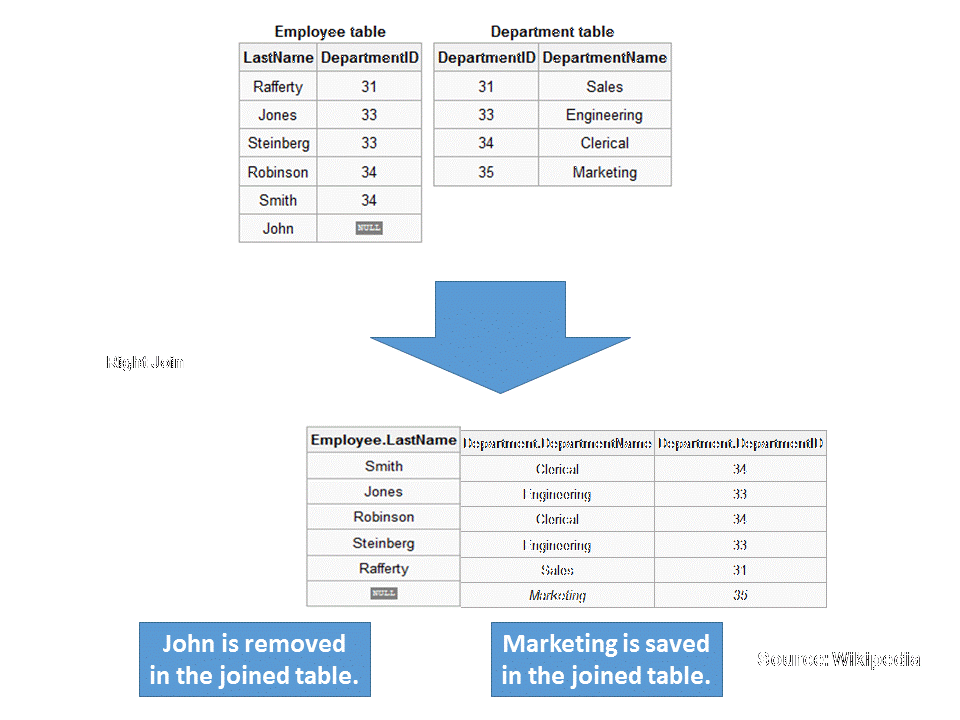 Employee table
Department table
LastName DepartmentID
DepartmentID DepartmentName
Rafferty 31
31 Sales
Jones 33
33 Engineering
Steinberg 33
34 Clerical
Robinson 34
35 Marketing
Smith 34
John NULL
Right Join
Employee.LastName Department.DepartmentName Department.DepartmentID
Smith Clerical 34
Jones Engineering 33
Robinson Clerical 34
Steinberg Engineering 33
Rafferty Sales 31
NULL Marketing 35
John is removed
in the joined table.
Marketing is saved
in the joined table.
Source: Wikipedia